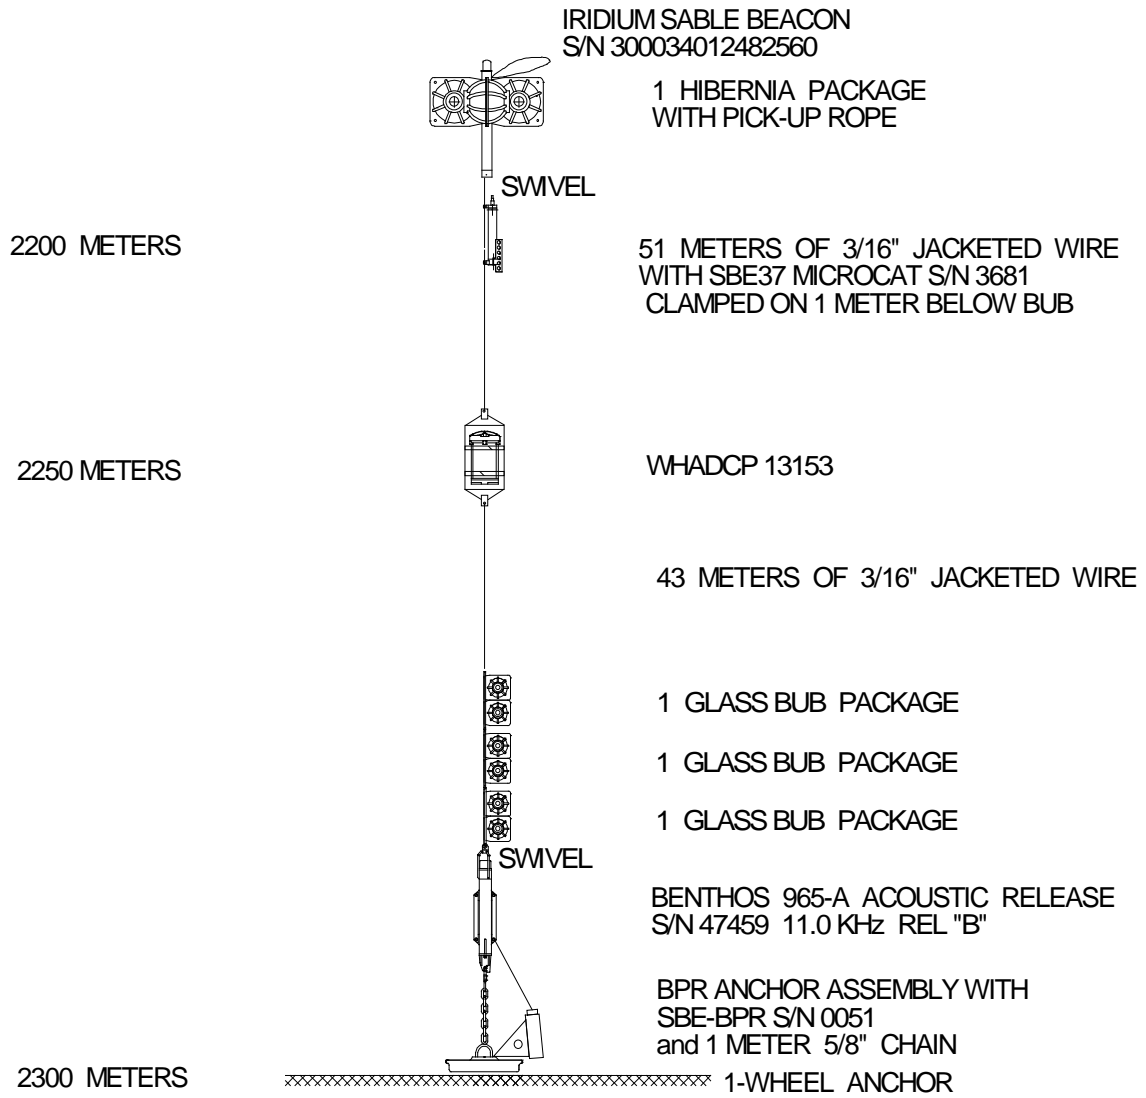 IRIDIUM SABLE BEACON
S/N 300034012482560
1 HIBERNIA PACKAGE
WITH PICK-UP ROPE
SWIVEL
2200 METERS
51 METERS OF 3/16" JACKETED WIRE
WITH SBE37 MICROCAT S/N 3681
CLAMPED ON 1 METER BELOW BUB
2250 METERS
WHADCP 13153
43 METERS OF 3/16" JACKETED WIRE
1 GLASS BUB PACKAGE
1 GLASS BUB PACKAGE
1 GLASS BUB PACKAGE
SWIVEL
BENTHOS 965-A ACOUSTIC RELEASE
S/N 47459 11.0 KHz REL "B"
BPR ANCHOR ASSEMBLY WITH
SBE-BPR S/N 0051
and 1 METER 5/8" CHAIN
2300 METERS
1-WHEEL ANCHOR